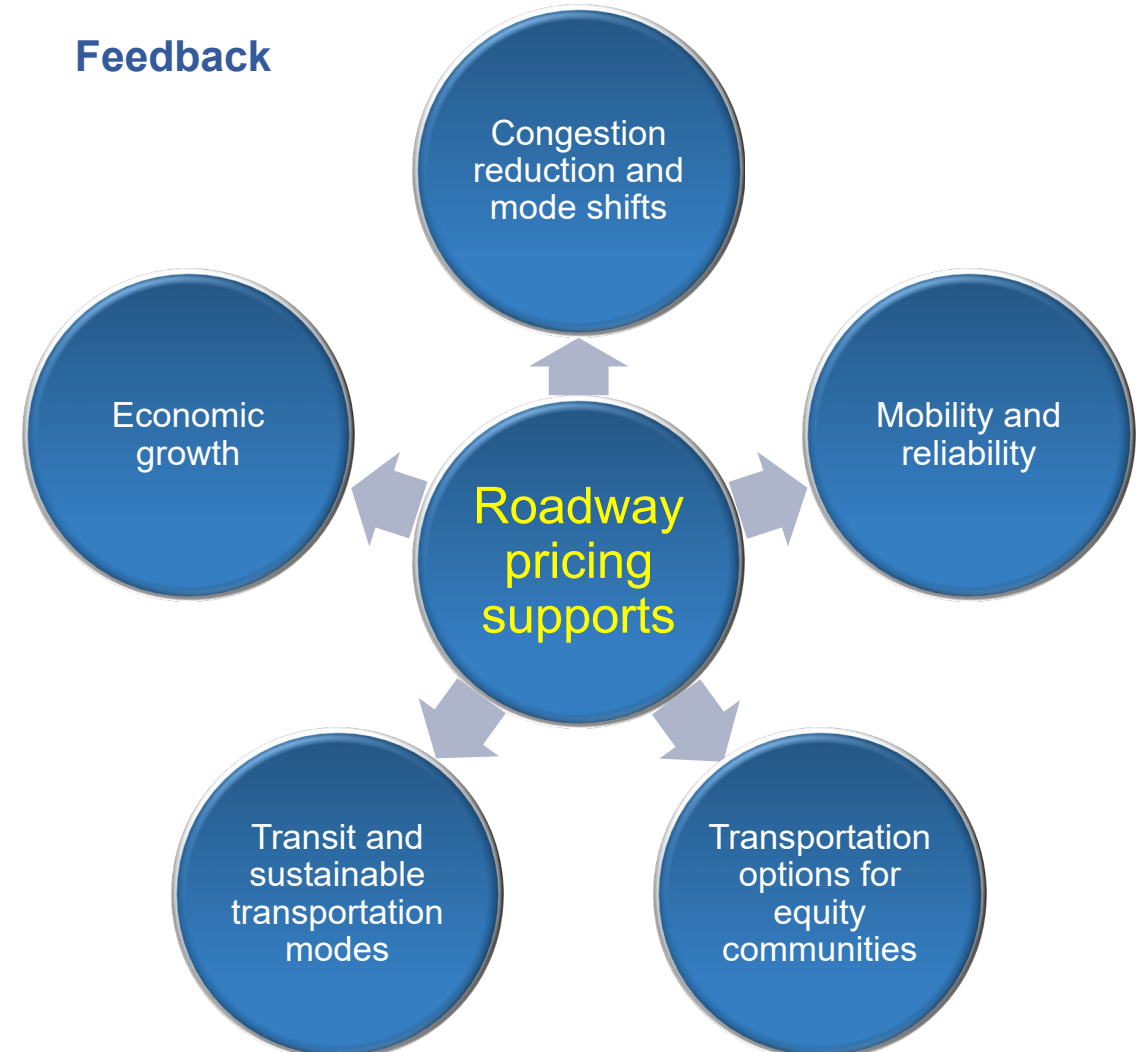 Feedback
Congestion
reduction and
mode shifts
Economic
growth
Mobility and
reliability
Roadway
pricing
supports
Transit and
sustainable
transportation
modes
Transportation
options for
equity
communities